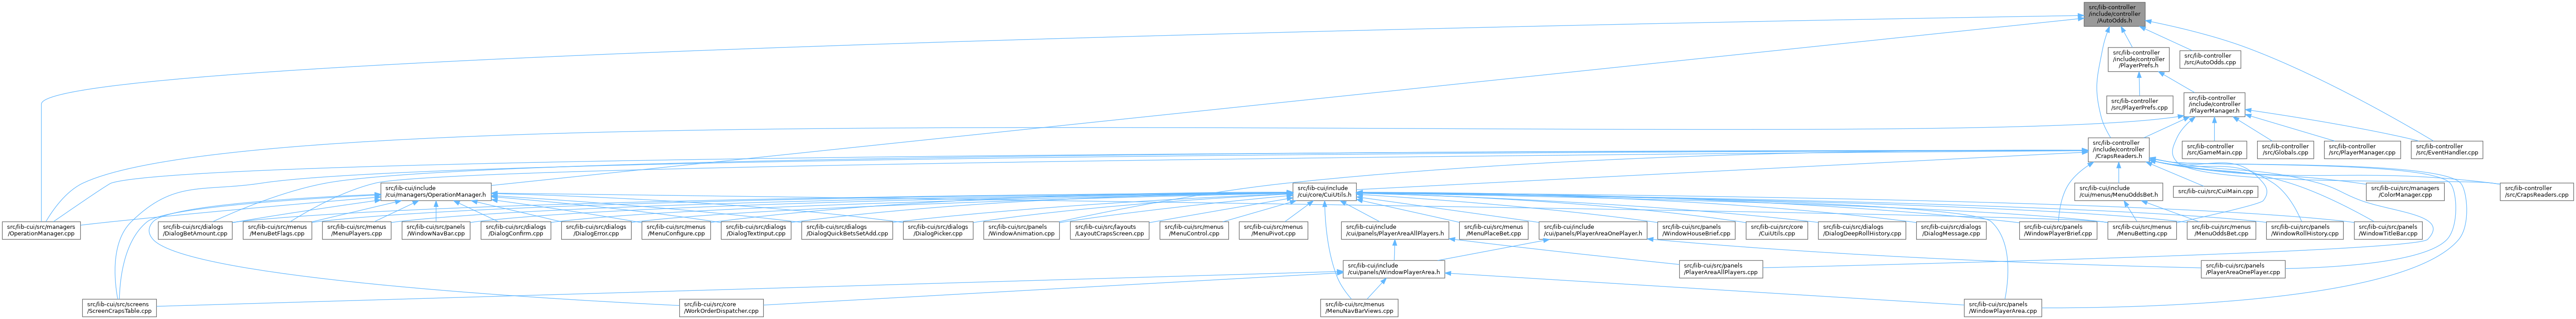 src/lib-controller
/include/controller
/AutoOdds.h
src/lib-controller
/include/controller
/PlayerPrefs.h
src/lib-controller
/src/AutoOdds.cpp
src/lib-controller
/src/PlayerPrefs.cpp
src/lib-controller
/include/controller
/PlayerManager.h
src/lib-controller
/include/controller
/CrapsReaders.h
src/lib-controller
/src/GameMain.cpp
src/lib-controller
/src/Globals.cpp
src/lib-controller
/src/PlayerManager.cpp
src/lib-controller
/src/EventHandler.cpp
src/lib-cui/include
/cui/managers/OperationManager.h
src/lib-cui/include
/cui/core/CuiUtils.h
src/lib-cui/include
/cui/menus/MenuOddsBet.h
src/lib-cui/src/CuiMain.cpp
src/lib-cui/src/managers
/ColorManager.cpp
src/lib-controller
/src/CrapsReaders.cpp
src/lib-cui/src/managers
/OperationManager.cpp
src/lib-cui/src/dialogs
/DialogBetAmount.cpp
src/lib-cui/src/menus
/MenuBetFlags.cpp
src/lib-cui/src/menus
/MenuPlayers.cpp
src/lib-cui/src/panels
/WindowNavBar.cpp
src/lib-cui/src/dialogs
/DialogConfirm.cpp
src/lib-cui/src/dialogs
/DialogError.cpp
src/lib-cui/src/menus
/MenuConfigure.cpp
src/lib-cui/src/dialogs
/DialogTextInput.cpp
src/lib-cui/src/dialogs
/DialogQuickBetsSetAdd.cpp
src/lib-cui/src/dialogs
/DialogPicker.cpp
src/lib-cui/src/panels
/WindowAnimation.cpp
src/lib-cui/src/layouts
/LayoutCrapsScreen.cpp
src/lib-cui/src/menus
/MenuControl.cpp
src/lib-cui/src/menus
/MenuPivot.cpp
src/lib-cui/include
/cui/panels/PlayerAreaAllPlayers.h
src/lib-cui/src/menus
/MenuPlaceBet.cpp
src/lib-cui/include
/cui/panels/PlayerAreaOnePlayer.h
src/lib-cui/src/panels
/WindowHouseBrief.cpp
src/lib-cui/src/core
/CuiUtils.cpp
src/lib-cui/src/dialogs
/DialogDeepRollHistory.cpp
src/lib-cui/src/dialogs
/DialogMessage.cpp
src/lib-cui/src/panels
/WindowPlayerBrief.cpp
src/lib-cui/src/menus
/MenuBetting.cpp
src/lib-cui/src/menus
/MenuOddsBet.cpp
src/lib-cui/src/panels
/WindowRollHistory.cpp
src/lib-cui/src/panels
/WindowTitleBar.cpp
src/lib-cui/include
/cui/panels/WindowPlayerArea.h
src/lib-cui/src/panels
/PlayerAreaAllPlayers.cpp
src/lib-cui/src/panels
/PlayerAreaOnePlayer.cpp
src/lib-cui/src/screens
/ScreenCrapsTable.cpp
src/lib-cui/src/core
/WorkOrderDispatcher.cpp
src/lib-cui/src/menus
/MenuNavBarViews.cpp
src/lib-cui/src/panels
/WindowPlayerArea.cpp